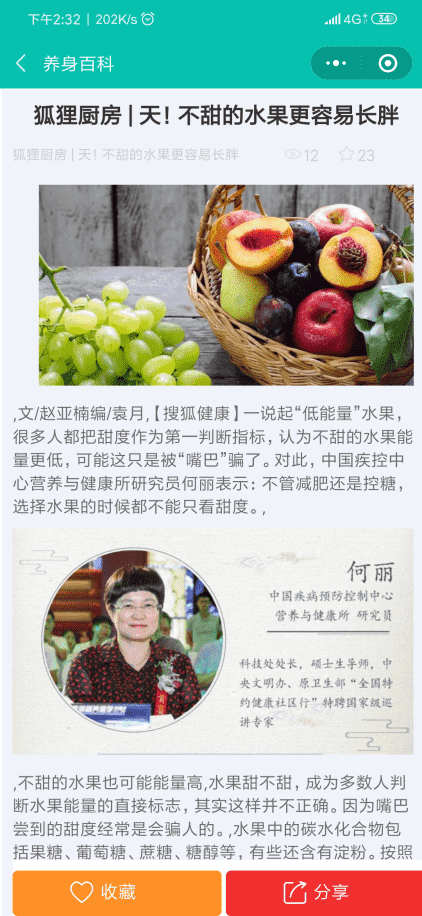 下午2:32 | 202K/s
4G
34
养身百科
狐狸厨房 | 天！不甜的水果更容易长胖
狐狸厨房 | 天！不甜的水果更容易长胖
12
23
,文/赵亚楠编/袁月,【搜狐健康】一说起“低能量”水果，
很多人都把甜度作为第一判断指标，认为不甜的水果能
量更低，可能这只是被“嘴巴”骗了。对此，中国疾控中
心营养与健康所研究员何丽表示：不管减肥还是控糖，
选择水果的时候都不能只看甜度。,
何丽
中国疾病预防控制中心
营养与健康所 研究员
科技处处长，硕士生导师，中
央文明办、原卫生部“全国特
约健康社区行”特聘国家级巡
讲专家
,不甜的水果也可能能量高,水果甜不甜，成为多数人判
断水果能量的直接标志，其实这样并不正确。因为嘴巴
尝到的甜度经常是会骗人的。,水果中的碳水化合物包
括果糖、葡萄糖、蔗糖、糖醇等，有些还含有淀粉。按照
收藏
分享